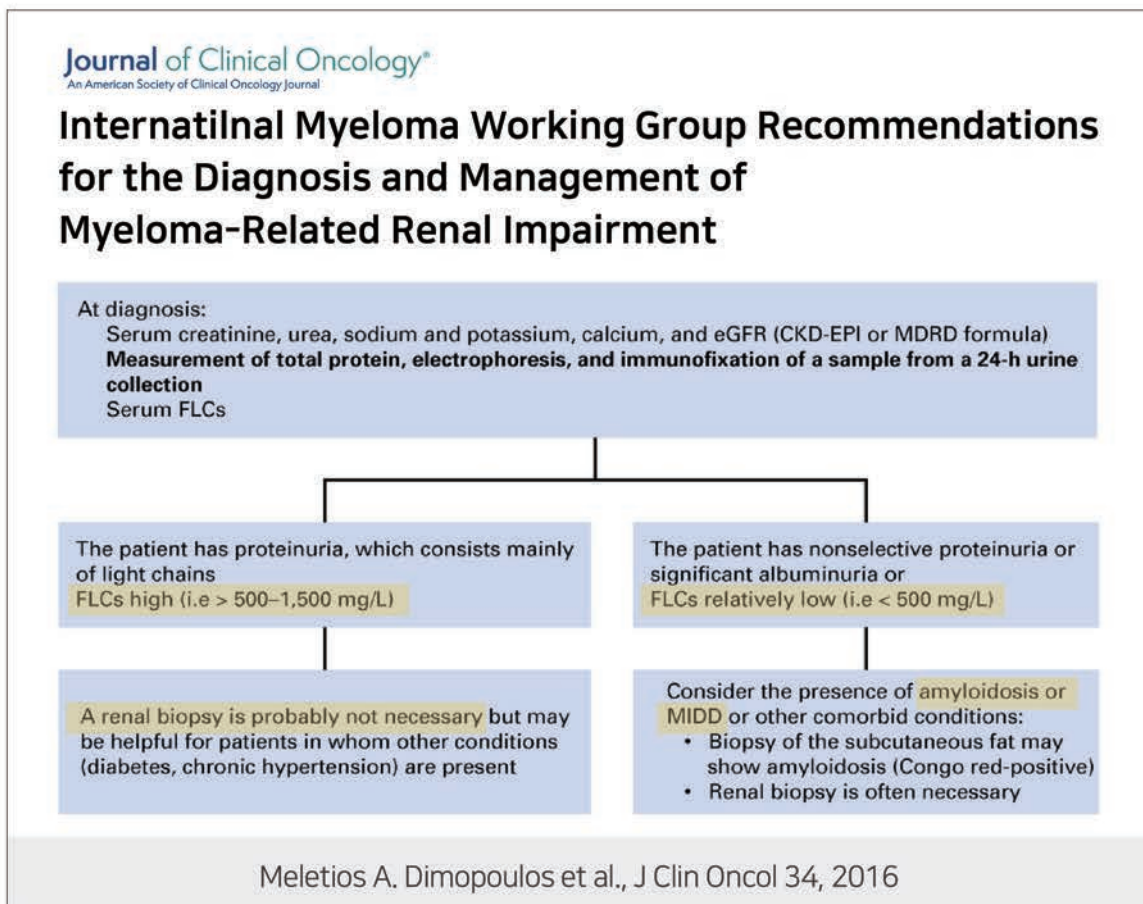 Journal of Clinical Oncology®
An American Society of Clinical Oncology Journal
Internatilnal Myeloma Working Group Recommendations
for the Diagnosis and Management of
Myeloma-Related Renal Impairment
At diagnosis:
Serum creatinine, urea, sodium and potassium, calcium, and eGFR (CKD-EPI or MDRD formula)
Measurement of total protein, electrophoresis, and immunofixation of a sample from a 24-h urine
collection
Serum FLCs
The patient has proteinuria, which consists mainly
of light chains
FLCs high (i.e > 500–1,500 mg/L)
The patient has nonselective proteinuria or
significant albuminuria or
FLCs relatively low (i.e < 500 mg/L)
A renal biopsy is probably not necessary but may
be helpful for patients in whom other conditions
(diabetes, chronic hypertension) are present
Consider the presence of amyloidosis or
MIDD or other comorbid conditions:
• Biopsy of the subcutaneous fat may
show amyloidosis (Congo red-positive)
• Renal biopsy is often necessary
Meletios A. Dimopoulos et al., J Clin Oncol 34, 2016